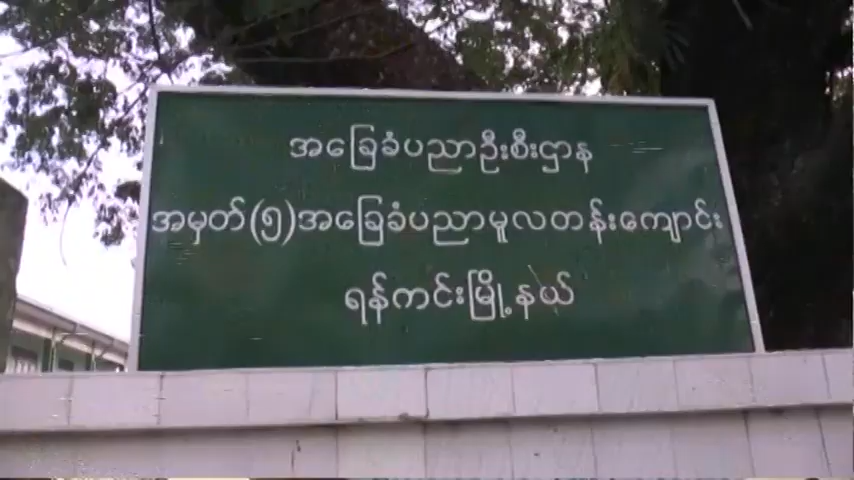 အခြေခံပညာဦးစီးဌာန
အမှတ်(၅)အခြေခံပညာမူလတန်းကျောင်း
ရန်ကင်းမြို့နယ်